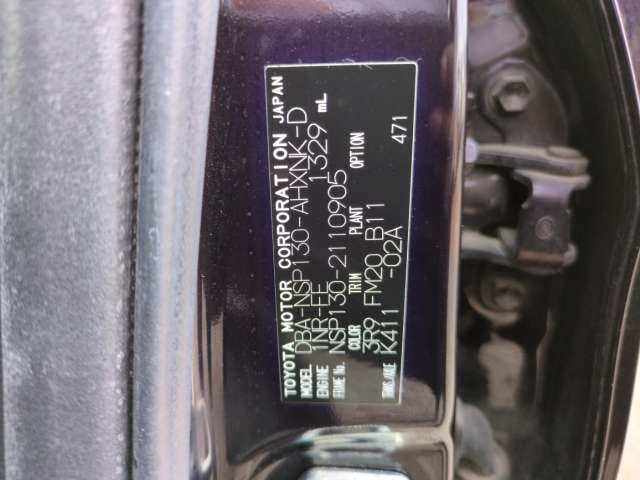 TOYOTA MOTOR CORPORATION JAPAN
MODEL DBA-NSP130-AHXNK-D
ENGINE 1NR-FE 1329 mL
FRAME No. NSP130-2110905
COLOR TRIM PLANT OPTION
3R9 FM20 B11 471
TRANS./AXLE K411 -02A